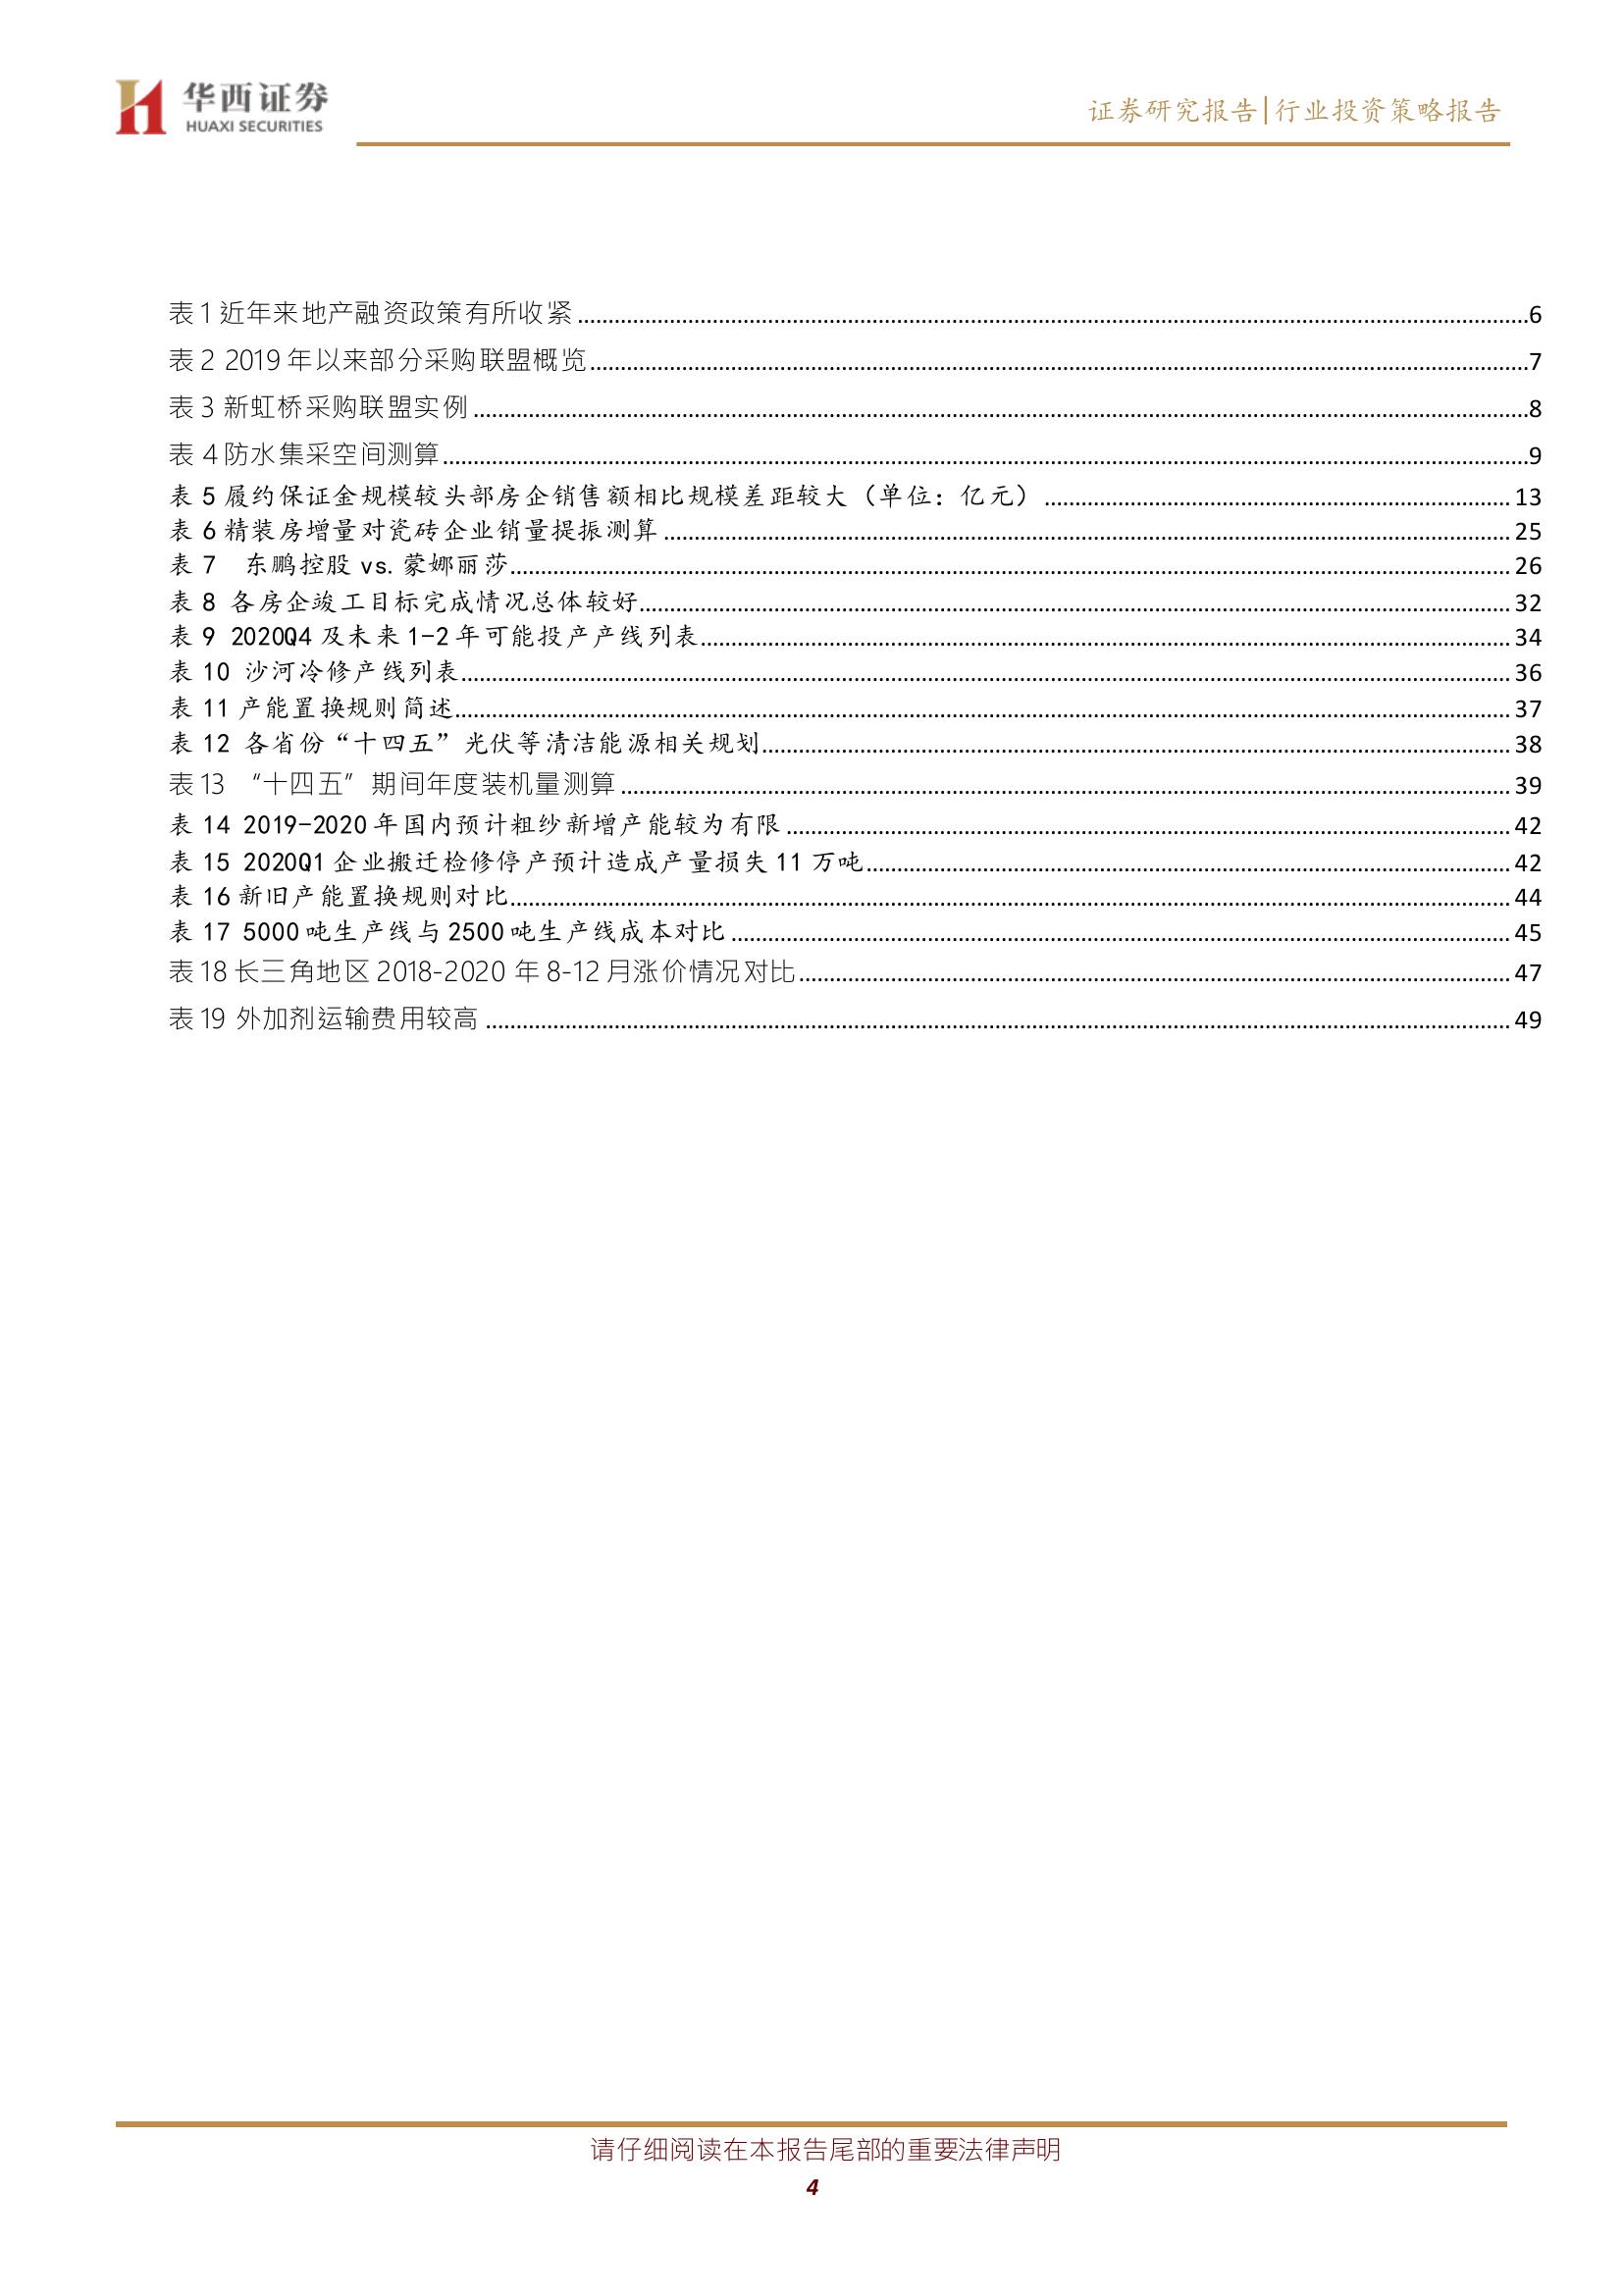 华西证券
HUAXI SECURITIES
证券研究报告|行业投资策略报告
表 1 近年来地产融资政策有所收紧........................................6
表 2 2019 年以来部分采购联盟概览........................................7
表 3 新虹桥采购联盟实例........................................8
表 4 防水集采空间测算........................................9
表 5 履约保证金规模较头部房企销售额相比规模差距较大（单位：亿元）........................................13
表 6 精装房增量对瓷砖企业销量提振测算........................................25
表 7 东鹏控股 vs. 蒙娜丽莎........................................26
表 8 各房企竣工目标完成情况总体较好........................................32
表 9 2020Q4 及未来 1-2 年可能投产产线列表........................................34
表 10 沙河冷修产线列表........................................36
表 11 产能置换规则简述........................................37
表 12 各省份“十四五”光伏等清洁能源相关规划........................................38
表 13 “十四五”期间年度装机量测算........................................39
表 14 2019-2020 年国内预计粗纱新增产能较为有限........................................42
表 15 2020Q1 企业搬迁检修停产预计造成产量损失 11 万吨........................................42
表 16 新旧产能置换规则对比........................................44
表 17 5000 吨生产线与 2500 吨生产线成本对比........................................45
表 18 长三角地区 2018-2020 年 8-12 月涨价情况对比........................................47
表 19 外加剂运输费用较高........................................49
请仔细阅读在本报告尾部的重要法律声明
4